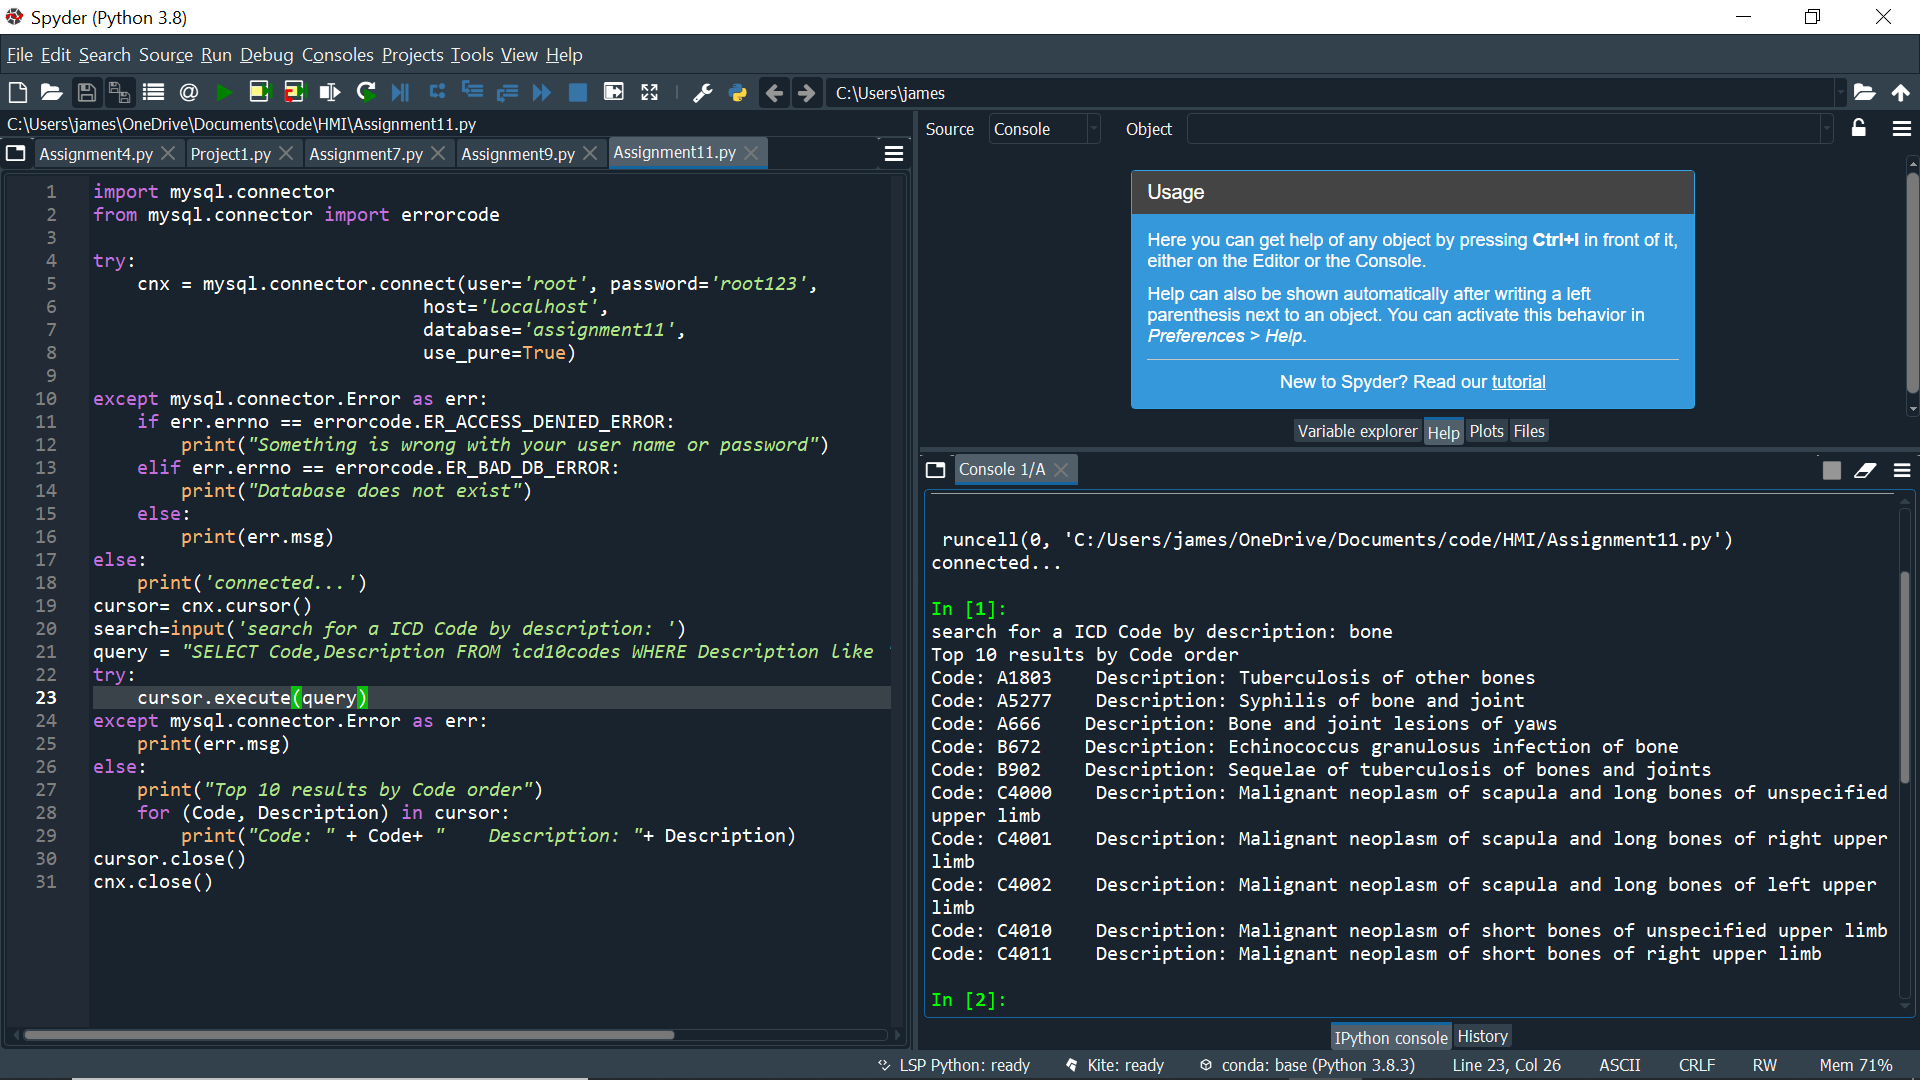 Spyder (Python 3.8)
File Edit Search Source Run Debug Consoles Projects Tools View Help
C:\Users\james
C:\Users\james\OneDrive\Documents\code\HMI\Assignment11.py
Assignment4.py Project1.py Assignment7.py Assignment9.py Assignment11.py
1 import mysql.connector
2 from mysql.connector import errorcode
3
4 try:
5     cnx = mysql.connector.connect(user='root', password='root123',
6                               host='localhost',
7                               database='assignment11',
8                               use_pure=True)
9
10 except mysql.connector.Error as err:
11     if err.errno == errorcode.ER_ACCESS_DENIED_ERROR:
12         print("Something is wrong with your user name or password")
13     elif err.errno == errorcode.ER_BAD_DB_ERROR:
14         print("Database does not exist")
15     else:
16         print(err.msg)
17 else:
18     print('connected...')
19 cursor= cnx.cursor()
20 search=input('search for a ICD Code by description: ')
21 query = "SELECT Code,Description FROM icd10codes WHERE Description like '
22 try:
23     cursor.execute(query)
24 except mysql.connector.Error as err:
25     print(err.msg)
26 else:
27     print("Top 10 results by Code order")
28     for (Code, Description) in cursor:
29         print("Code: " + Code+ "    Description: "+ Description)
30 cursor.close()
31 cnx.close()
Source Console Object
Usage
Here you can get help of any object by pressing Ctrl+I in front of it,
either on the Editor or the Console.
Help can also be shown automatically after writing a left
parenthesis next to an object. You can activate this behavior in
Preferences > Help.
New to Spyder? Read our tutorial
Variable explorer Help Plots Files
Console 1/A
runcell(0, 'C:/Users/james/OneDrive/Documents/code/HMI/Assignment11.py')
connected...
In [1]:
search for a ICD Code by description: bone
Top 10 results by Code order
Code: A1803    Description: Tuberculosis of other bones
Code: A5277    Description: Syphilis of bone and joint
Code: A666    Description: Bone and joint lesions of yaws
Code: B672    Description: Echinococcus granulosus infection of bone
Code: B902    Description: Sequelae of tuberculosis of bones and joints
Code: C4000    Description: Malignant neoplasm of scapula and long bones of unspecified
upper limb
Code: C4001    Description: Malignant neoplasm of scapula and long bones of right upper
limb
Code: C4002    Description: Malignant neoplasm of scapula and long bones of left upper
limb
Code: C4010    Description: Malignant neoplasm of short bones of unspecified upper limb
Code: C4011    Description: Malignant neoplasm of short bones of right upper limb
In [2]:
IPython console History
LSP Python: ready Kite: ready conda: base (Python 3.8.3) Line 23, Col 26 ASCII CRLF RW Mem 71%